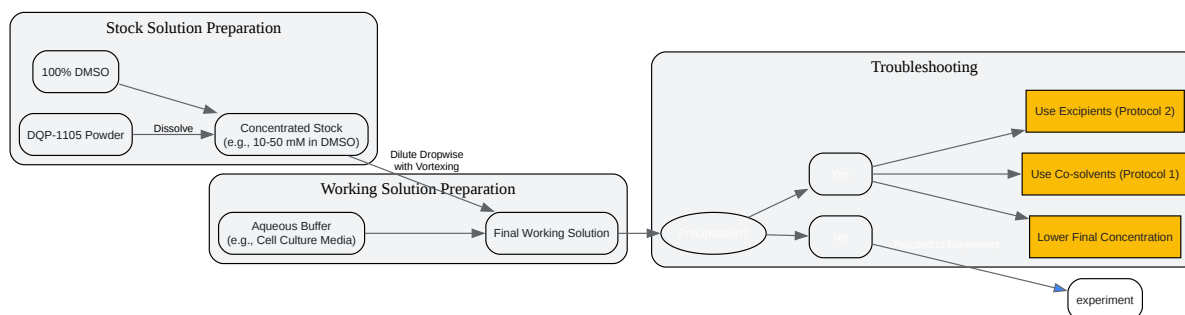 Stock Solution Preparation
100% DMSO
DQP-1105 Powder
Dissolve
Concentrated Stock
(e.g., 10-50 mM in DMSO)
Dilute Dropwise
with Vortexing
Working Solution Preparation
Aqueous Buffer
(e.g., Cell Culture Media)
Final Working Solution
Troubleshooting
Precipitation?
Yes
No
Proceed to Experiment
Use Excipients (Protocol 2)
Use Co-solvents (Protocol 1)
Lower Final Concentration
experiment